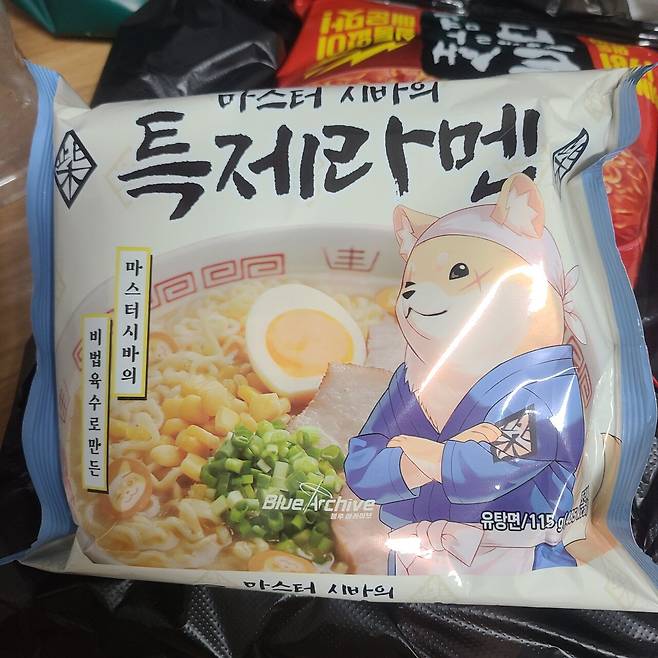 마스터 시바의
특제라멘
柴
마스터시바의
비법육수로 만든
Blue Archive
블루 아카이브
유탕면/115 g
마스터 시바의